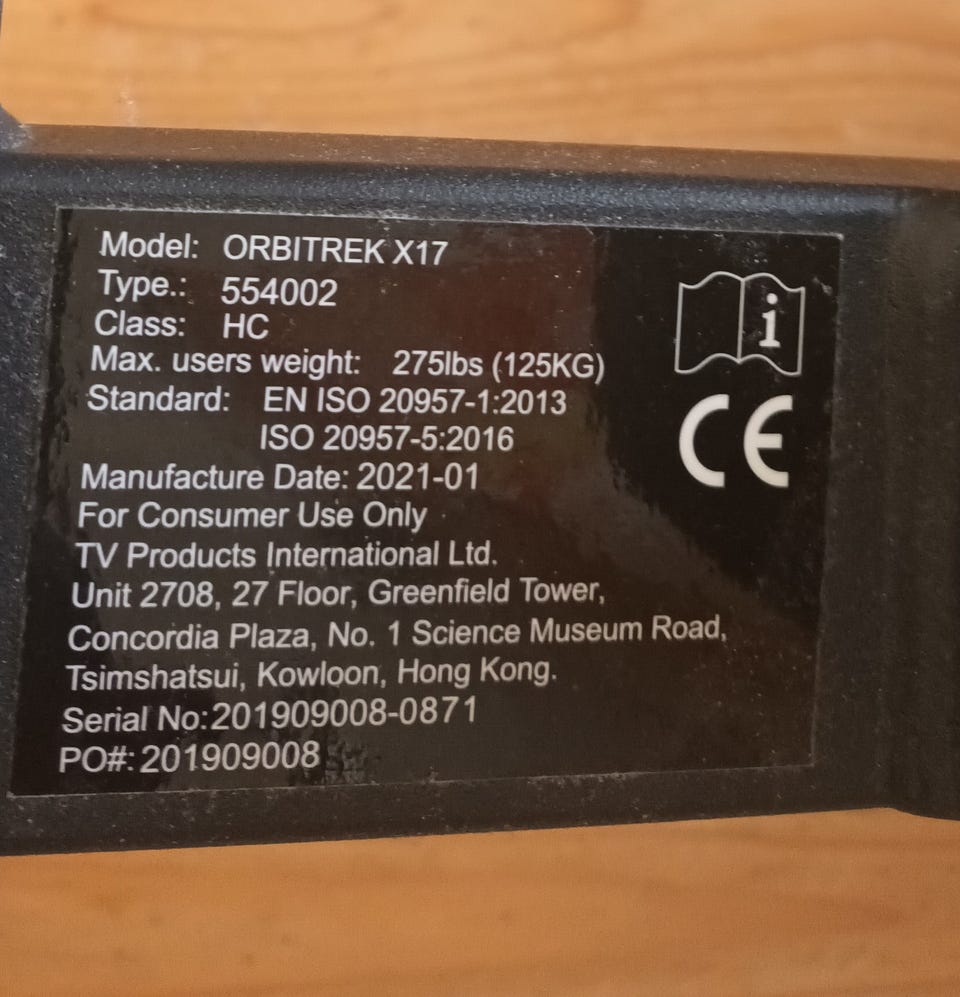 Model: ORBITREK X17
Type.: 554002
Class: HC
Max. users weight: 275lbs (125KG)
Standard: EN ISO 20957-1:2013
ISO 20957-5:2016
Manufacture Date: 2021-01
For Consumer Use Only
TV Products International Ltd.
Unit 2708, 27 Floor, Greenfield Tower,
Concordia Plaza, No. 1 Science Museum Road,
Tsimshatsui, Kowloon, Hong Kong.
Serial No:201909008-0871
PO#:201909008
i
CE